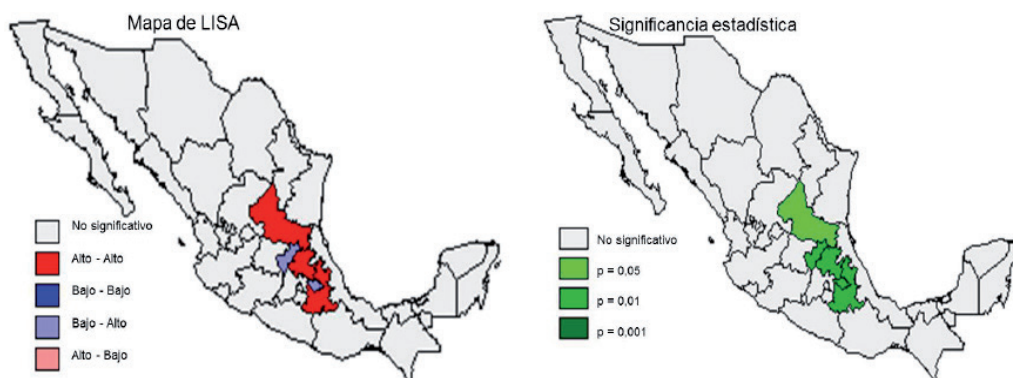 Mapa de LISA
No significativo
Alto - Alto
Bajo - Bajo
Bajo - Alto
Alto - Bajo
Significancia estadística
No significativo
p = 0,05
p = 0,01
p = 0,001